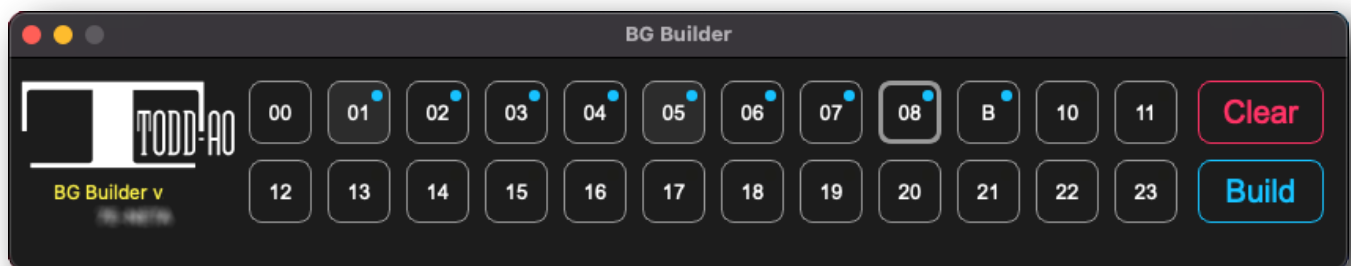 BG Builder
TODD-AO
00 01 02 03 04 05 06 07 08 B 10 11 Clear
BG Builder v
12 13 14 15 16 17 18 19 20 21 22 23 Build